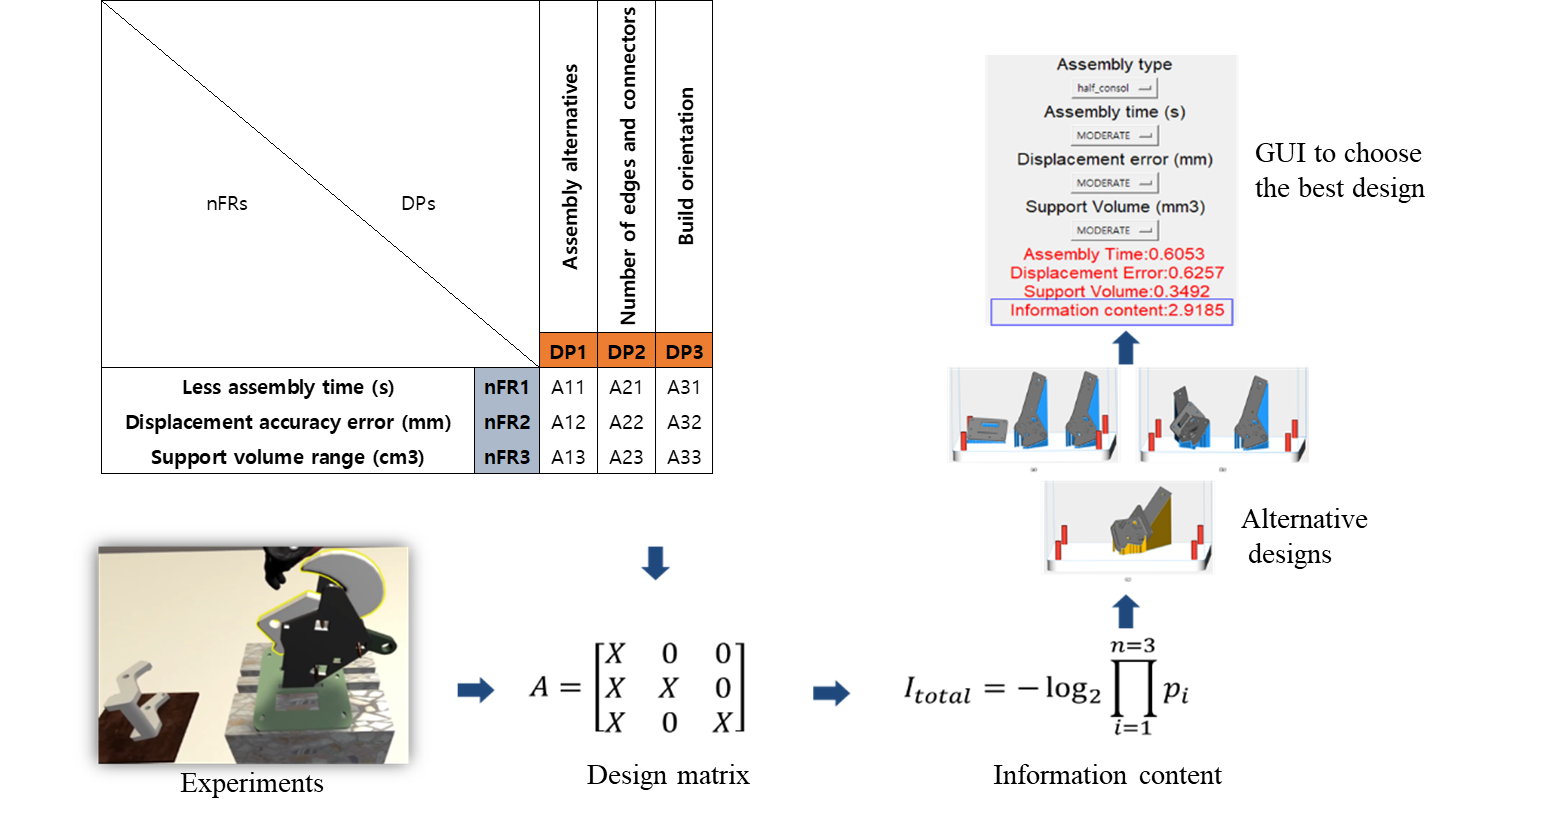 Assembly alternatives
Number of edges and connectors
Build orientation
nFRs
DPs
DP1 DP2 DP3
Less assembly time (s) nFR1 A11 A21 A31
Displacement accuracy error (mm) nFR2 A12 A22 A32
Support volume range (cm3) nFR3 A13 A23 A33
Experiments
A = [X 0 0
X X 0
X 0 X]
Design matrix
I_total = − log₂ ∏ p_i
n=3
i=1
Information content
Alternative
designs
Assembly type
half_consol
Assembly time (s)
MODERATE
Displacement error (mm)
MODERATE
Support Volume (mm3)
MODERATE
Assembly Time:0.6053
Displacement Error:0.6257
Support Volume:0.3492
Information content:2.9185
GUI to choose
the best design